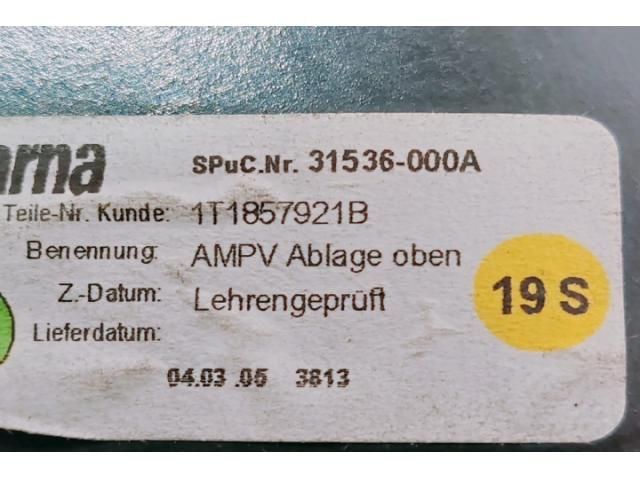 arna
SPuC.Nr. 31536-000A
Teile-Nr. Kunde: 1T1857921B
Benennung: AMPV Ablage oben
Z.-Datum: Lehrengeprüft
19 S
Lieferdatum:
04.03.05 3813